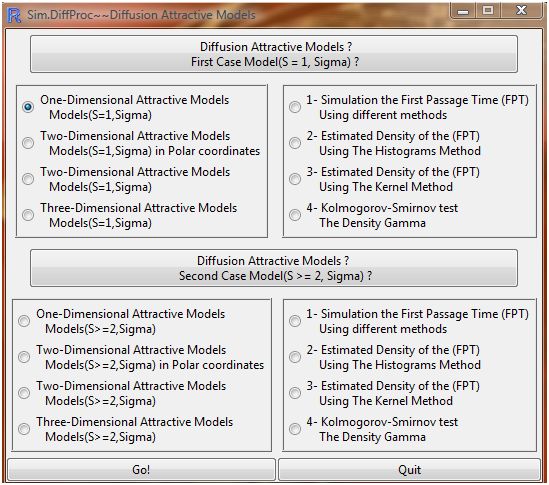 Sim.DiffProc~~Diffusion Attractive Models
Diffusion Attractive Models ?
First Case Model(S = 1, Sigma) ?
One-Dimensional Attractive Models
Models(S=1,Sigma)
Two-Dimensional Attractive Models
Models(S=1,Sigma) in Polar coordinates
Two-Dimensional Attractive Models
Models(S=1,Sigma)
Three-Dimensional Attractive Models
Models(S=1,Sigma)
1- Simulation the First Passage Time (FPT)
Using different methods
2- Estimated Density of the (FPT)
Using The Histograms Method
3- Estimated Density of the (FPT)
Using The Kernel Method
4- Kolmogorov-Smirnov test
The Density Gamma
Diffusion Attractive Models ?
Second Case Model(S >= 2, Sigma) ?
One-Dimensional Attractive Models
Models(S>=2,Sigma)
Two-Dimensional Attractive Models
Models(S>=2,Sigma) in Polar coordinates
Two-Dimensional Attractive Models
Models(S>=2,Sigma)
Three-Dimensional Attractive Models
Models(S>=2,Sigma)
1- Simulation the First Passage Time (FPT)
Using different methods
2- Estimated Density of the (FPT)
Using The Histograms Method
3- Estimated Density of the (FPT)
Using The Kernel Method
4- Kolmogorov-Smirnov test
The Density Gamma
Go!
Quit